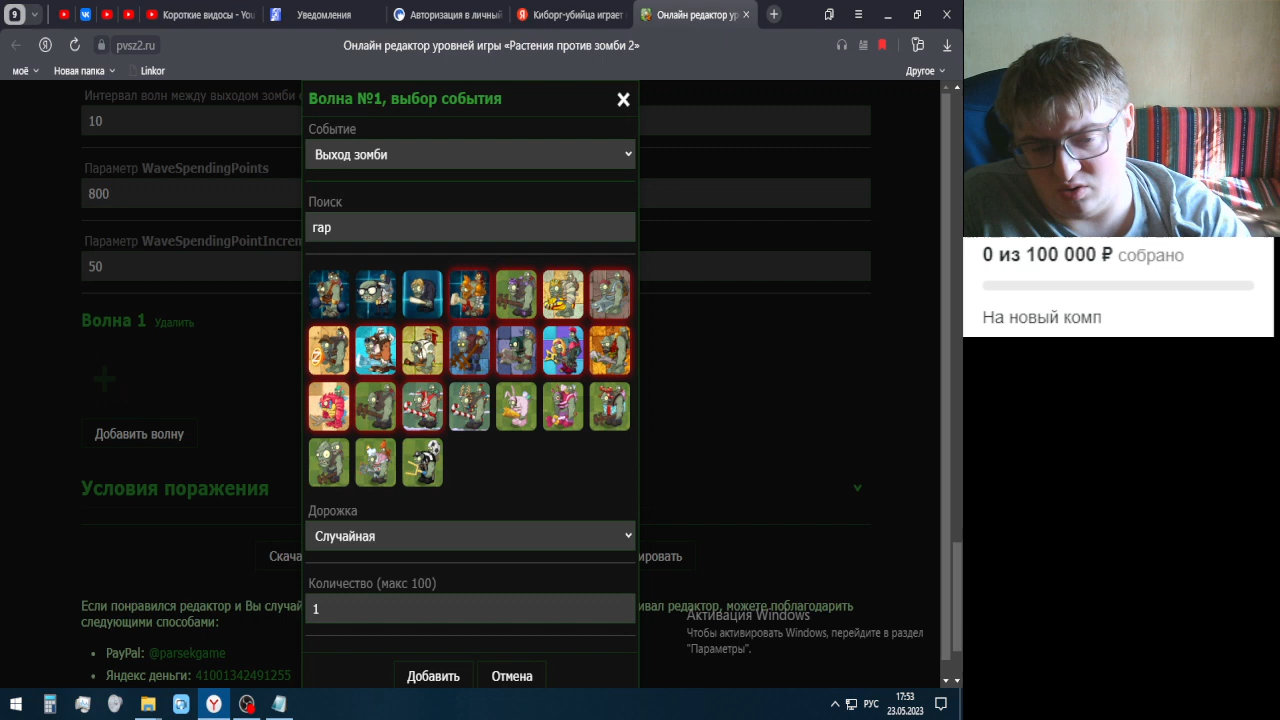 9
Короткие видосы - You
Уведомления
Авторизация в личный
Киборг-убийца играет
Онлайн редактор ур
pvsz2.ru
Онлайн редактор уровней игры «Растения против зомби 2»
моё
Новая папка
Linkor
Другое
Интервал волн между выходом зомби
10
Параметр WaveSpendingPoints
800
Параметр WaveSpendingPointIncrem
50
Волна 1 Удалить
Добавить волну
Условия поражения
Скача
ировать
Если понравился редактор и Вы случай
ивал редактор, можете поблагодарить
следующими способами:
PayPal: @parsekgame
Яндекс деньги: 41001342491255
Волна №1, выбор события
Событие
Выход зомби
Поиск
гар
Дорожка
Случайная
Количество (макс 100)
1
Добавить
Отмена
Активация Windows
Чтобы активировать Windows, перейдите в раздел
"Параметры".
0 из 100 000 ₽ собрано
На новый комп
РУС
17:53
23.05.2023